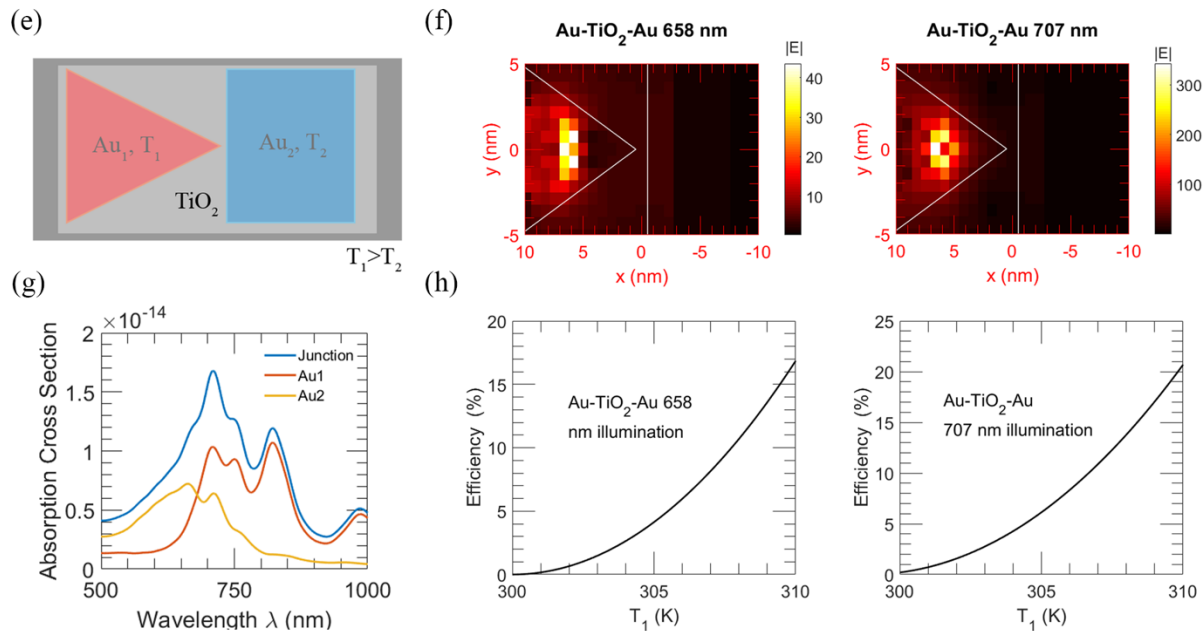 (e)
Au₁, T₁
Au₂, T₂
TiO₂
T₁>T₂
(f)
Au-TiO₂-Au 658 nm
|E|
5
0
-5
y (nm)
10
5
0
-5
-10
x (nm)
40
30
20
10
Au-TiO₂-Au 707 nm
|E|
5
0
-5
y (nm)
10
5
0
-5
-10
x (nm)
300
200
100
(g)
×10⁻¹⁴
2
1.5
1
0.5
0
Absorption Cross Section
Junction
Au1
Au2
500
750
1000
Wavelength λ (nm)
(h)
20
15
10
5
0
Efficiency (%)
Au-TiO₂-Au 658
nm illumination
300
305
310
T₁ (K)
25
20
15
10
5
0
Efficiency (%)
Au-TiO₂-Au
707 nm illumination
300
305
310
T₁ (K)